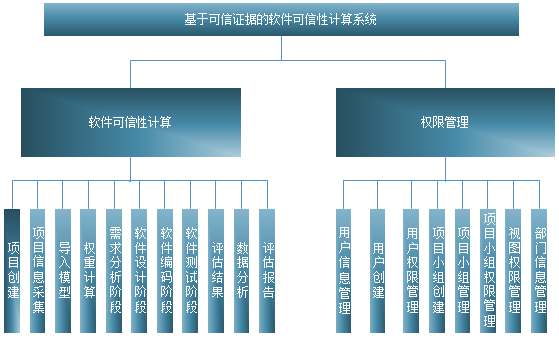 基于可信证据的软件可信性计算系统
软件可信性计算
权限管理
项目创建
项目信息采集
导入模型
权重计算
需求分析阶段
软件设计阶段
软件编码阶段
软件测试阶段
评估结果
数据分析
评估报告
用户信息管理
用户创建
用户权限管理
项目小组创建
项目小组管理
项目小组权限管理
视图权限管理
部门信息管理